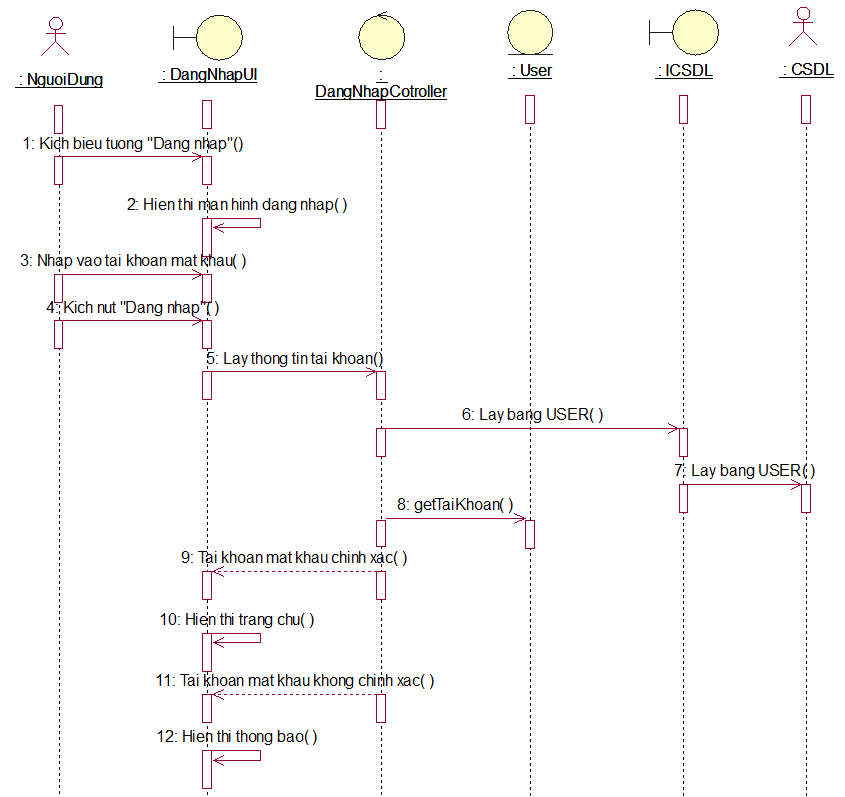 : NguoiDung
: DangNhapUI
:
DangNhapCotroller
: User
: ICSDL
: CSDL
1: Kich bieu tuong "Dang nhap"()
2: Hien thi man hinh dang nhap( )
3: Nhap vao tai khoan mat khau( )
4: Kich nut "Dang nhap"( )
5: Lay thong tin tai khoan()
6: Lay bang USER( )
7: Lay bang USER( )
8: getTaiKhoan( )
9: Tai khoan mat khau chinh xac( )
10: Hien thi trang chu( )
11: Tai khoan mat khau khong chinh xac( )
12: Hien thi thong bao( )